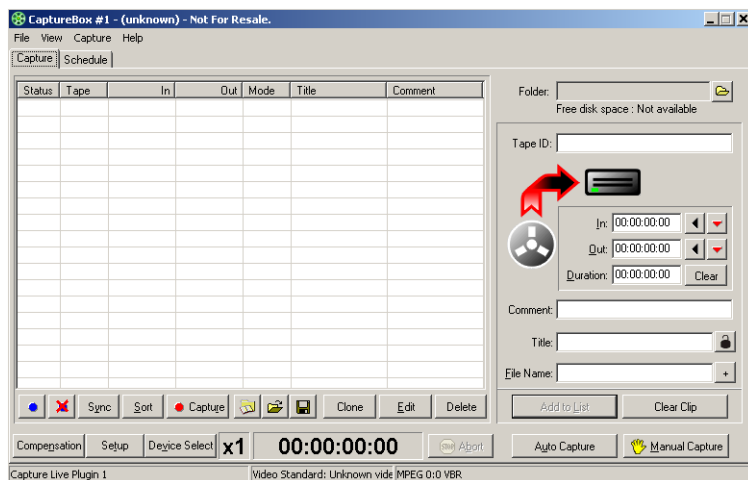 CaptureBox #1 - (unknown) - Not For Resale.
File View Capture Help
Capture Schedule
Status Tape In Out Mode Title Comment
Folder:
Free disk space : Not available
Tape ID:
In: 00:00:00:00
Out: 00:00:00:00
Duration: 00:00:00:00 Clear
Comment:
Title:
File Name: +
Sync Sort Capture Clone Edit Delete
Add to List Clear Clip
Compensation Setup Device Select x1 00:00:00:00 STOP Abort Auto Capture Manual Capture
Capture Live Plugin 1 Video Standard: Unknown vide MPEG 0:0 VBR